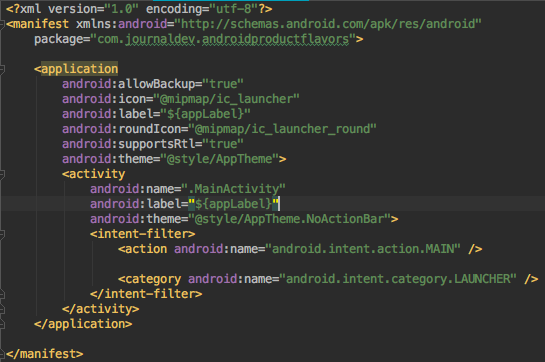 <?xml version="1.0" encoding="utf-8"?>
<manifest xmlns:android="http://schemas.android.com/apk/res/android"
    package="com.journaldev.androidproductflavors">

    <application
        android:allowBackup="true"
        android:icon="@mipmap/ic_launcher"
        android:label="${appLabel}"
        android:roundIcon="@mipmap/ic_launcher_round"
        android:supportsRtl="true"
        android:theme="@style/AppTheme">
        <activity
            android:name=".MainActivity"
            android:label="${appLabel}"
            android:theme="@style/AppTheme.NoActionBar">
            <intent-filter>
                <action android:name="android.intent.action.MAIN" />

                <category android:name="android.intent.category.LAUNCHER" />
            </intent-filter>
        </activity>
    </application>

</manifest>